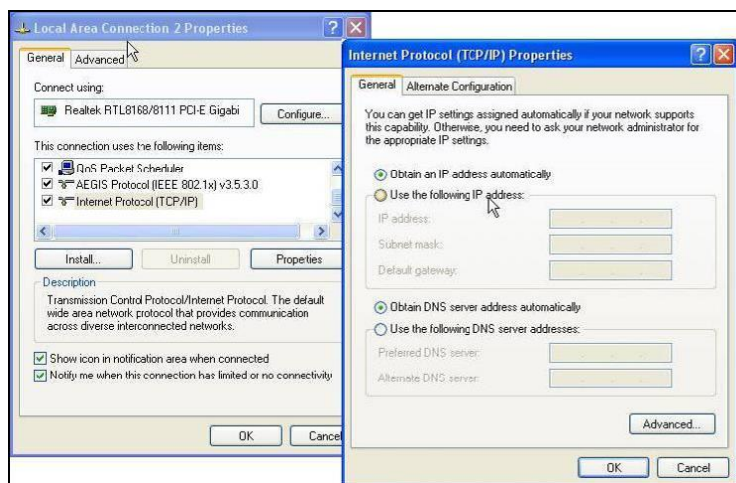 Local Area Connection 2 Properties
General
Advanced
Connect using:
Realtek RTL8168/8111 PCI-E Gigabi
Configure...
This connection uses the following items:
QoS Packet Scheduler
AEGIS Protocol (IEEE 802.1x) v3.5.3.0
Internet Protocol (TCP/IP)
Install...
Uninstall
Properties
Description
Transmission Control Protocol/Internet Protocol. The default
wide area network protocol that provides communication
across diverse interconnected networks.
Show icon in notification area when connected
Notify me when this connection has limited or no connectivity
OK
Cancel
Internet Protocol (TCP/IP) Properties
General
Alternate Configuration
You can get IP settings assigned automatically if your network supports
this capability. Otherwise, you need to ask your network administrator for
the appropriate IP settings.
Obtain an IP address automatically
Use the following IP address:
IP address:
Subnet mask:
Default gateway:
Obtain DNS server address automatically
Use the following DNS server addresses:
Preferred DNS server:
Alternate DNS server:
Advanced...
OK
Cancel